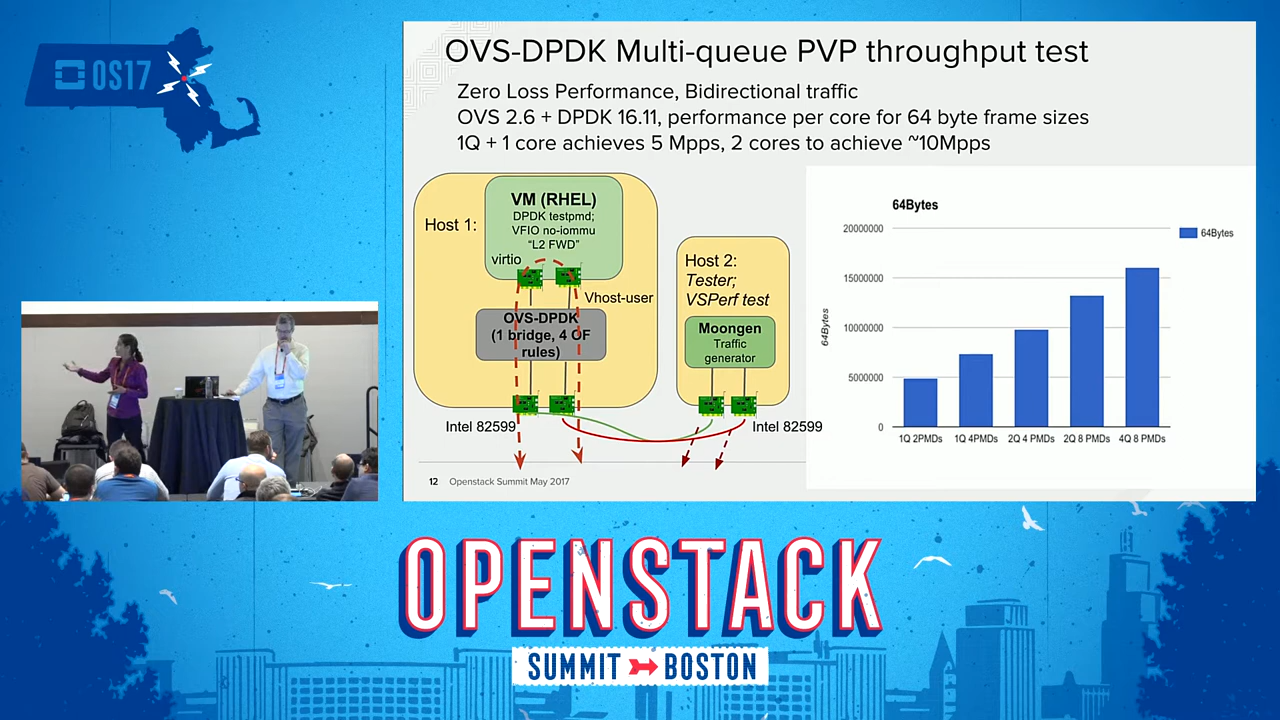 OS17
OVS-DPDK Multi-queue PVP throughput test
Zero Loss Performance, Bidirectional traffic
OVS 2.6 + DPDK 16.11, performance per core for 64 byte frame sizes
1Q + 1 core achieves 5 Mpps, 2 cores to achieve ~10Mpps
Host 1:
VM (RHEL)
DPDK testpmd;
VFIO no-iommu
“L2 FWD”
virtio
Vhost-user
OVS-DPDK
(1 bridge, 4 OF
rules)
Intel 82599
Host 2:
Tester;
VSPerf test
Moongen
Traffic
generator
Intel 82599
64Bytes
64Bytes
64Bytes
20000000
15000000
10000000
5000000
0
1Q 2PMDs
1Q 4PMDs
2Q 4 PMDs
2Q 8 PMDs
4Q 8 PMDs
12 Openstack Summit May 2017
OPENSTACK
SUMMIT BOSTON